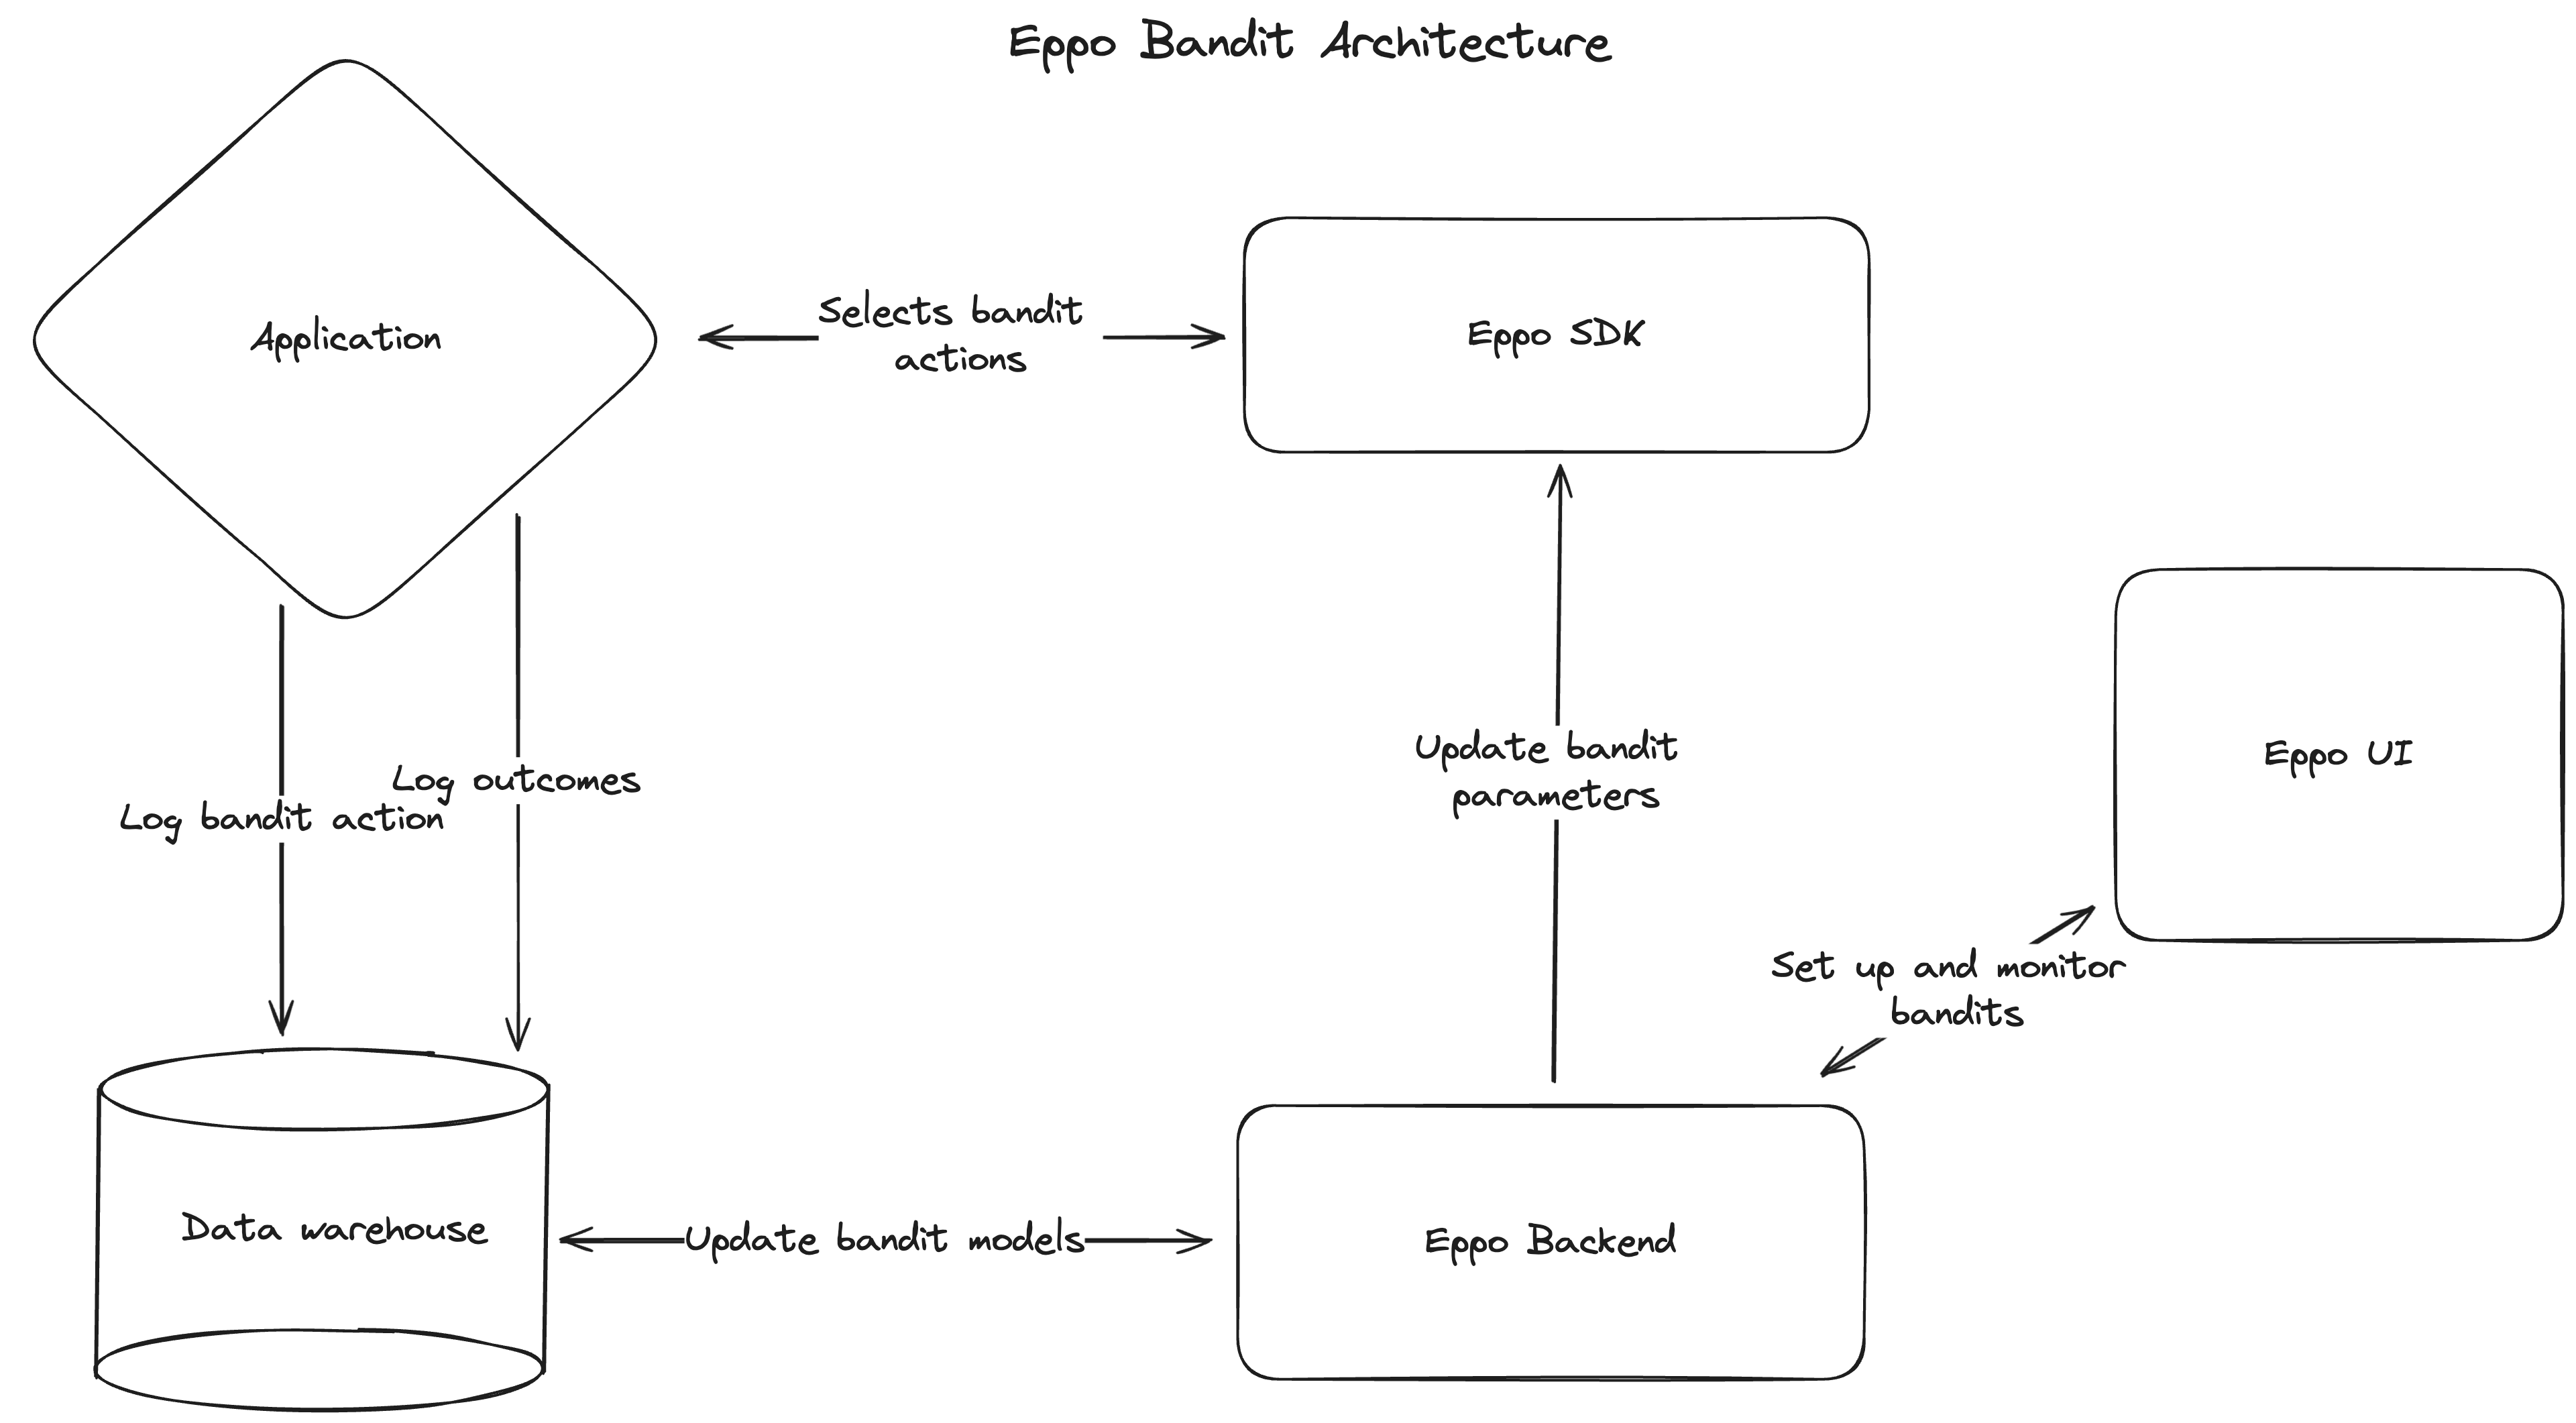 Eppo Bandit Architecture
Application
Selects bandit
actions
Eppo SDK
Log outcomes
Log bandit action
Update bandit
parameters
Eppo UI
Set up and monitor
bandits
Data warehouse
Update bandit models
Eppo Backend